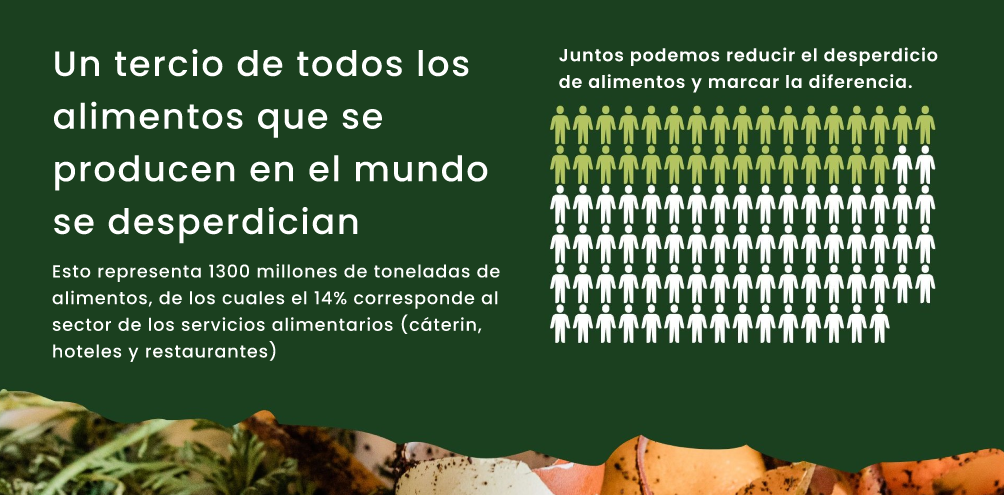 Un tercio de todos los
alimentos que se
producen en el mundo
se desperdician
Esto representa 1300 millones de toneladas de
alimentos, de los cuales el 14% corresponde al
sector de los servicios alimentarios (cáterin,
hoteles y restaurantes)
Juntos podemos reducir el desperdicio
de alimentos y marcar la diferencia.